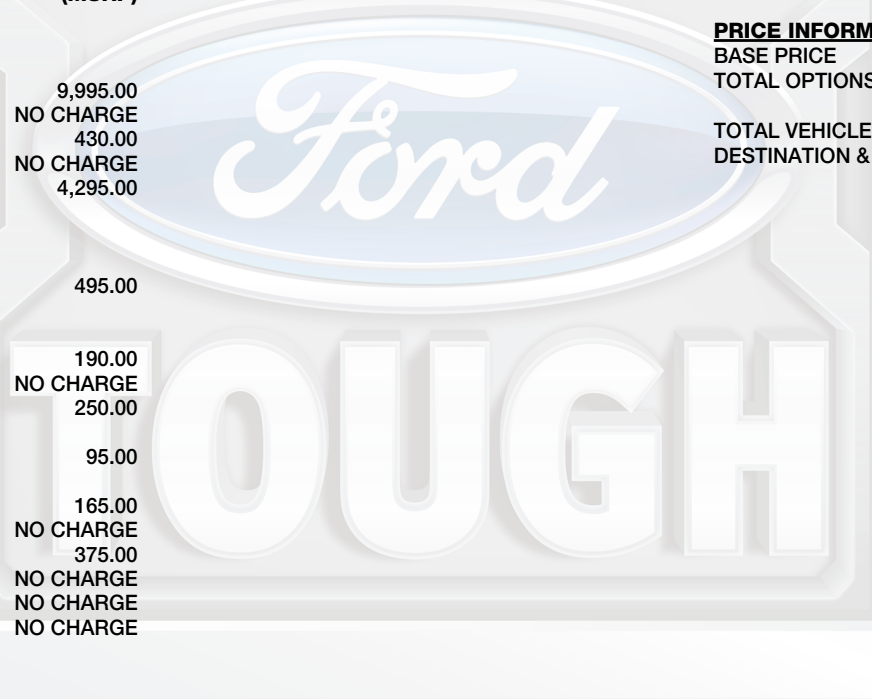 9,995.00
NO CHARGE
430.00
NO CHARGE
4,295.00
495.00
190.00
NO CHARGE
250.00
95.00
165.00
NO CHARGE
375.00
NO CHARGE
NO CHARGE
NO CHARGE
PRICE INFORM
BASE PRICE
TOTAL OPTIONS
TOTAL VEHICLE
DESTINATION &
Ford
TOUGH